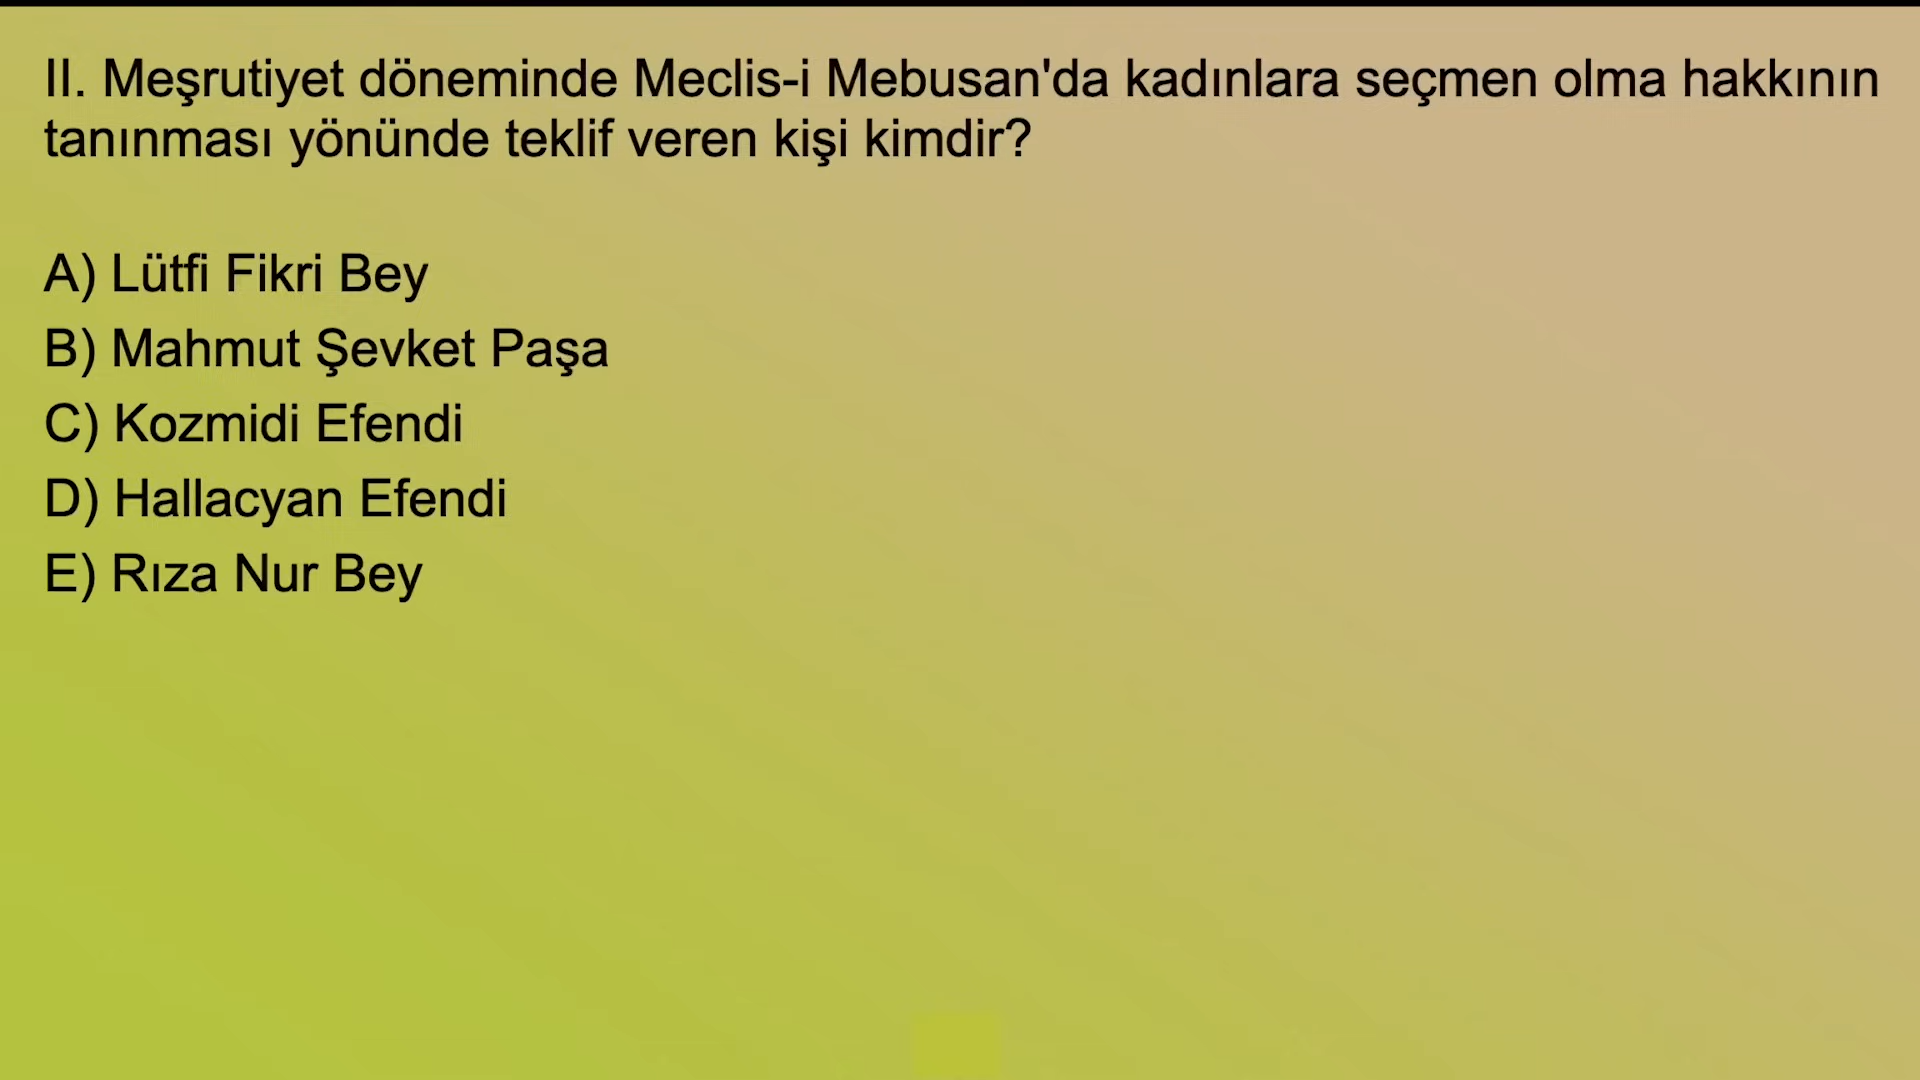 II. Meşrutiyet döneminde Meclis-i Mebusan'da kadınlara seçmen olma hakkının
tanınması yönünde teklif veren kişi kimdir?
A) Lütfi Fikri Bey
B) Mahmut Şevket Paşa
C) Kozmidi Efendi
D) Hallacyan Efendi
E) Rıza Nur Bey